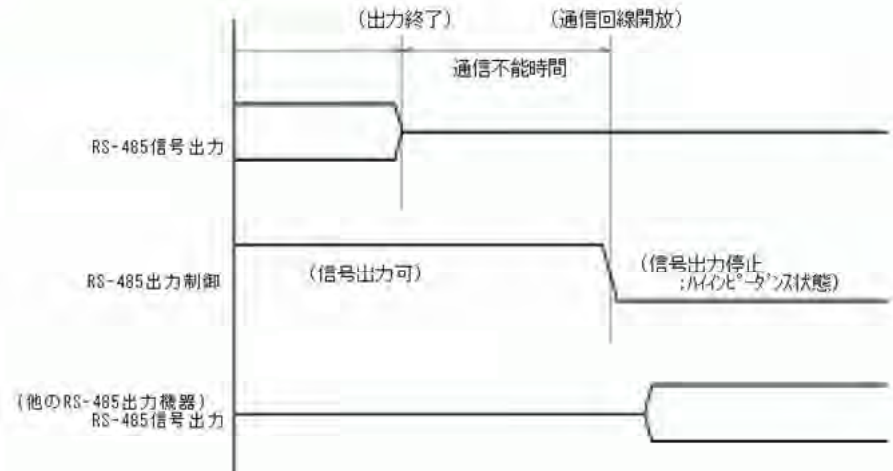 (出力終了)
(通信回線開放)
通信不能時間
RS-485信号出力
RS-485出力制御
(信号出力可)
(信号出力停止
:ハイインピーダンス状態)
(他のRS-485出力機器)
RS-485信号出力